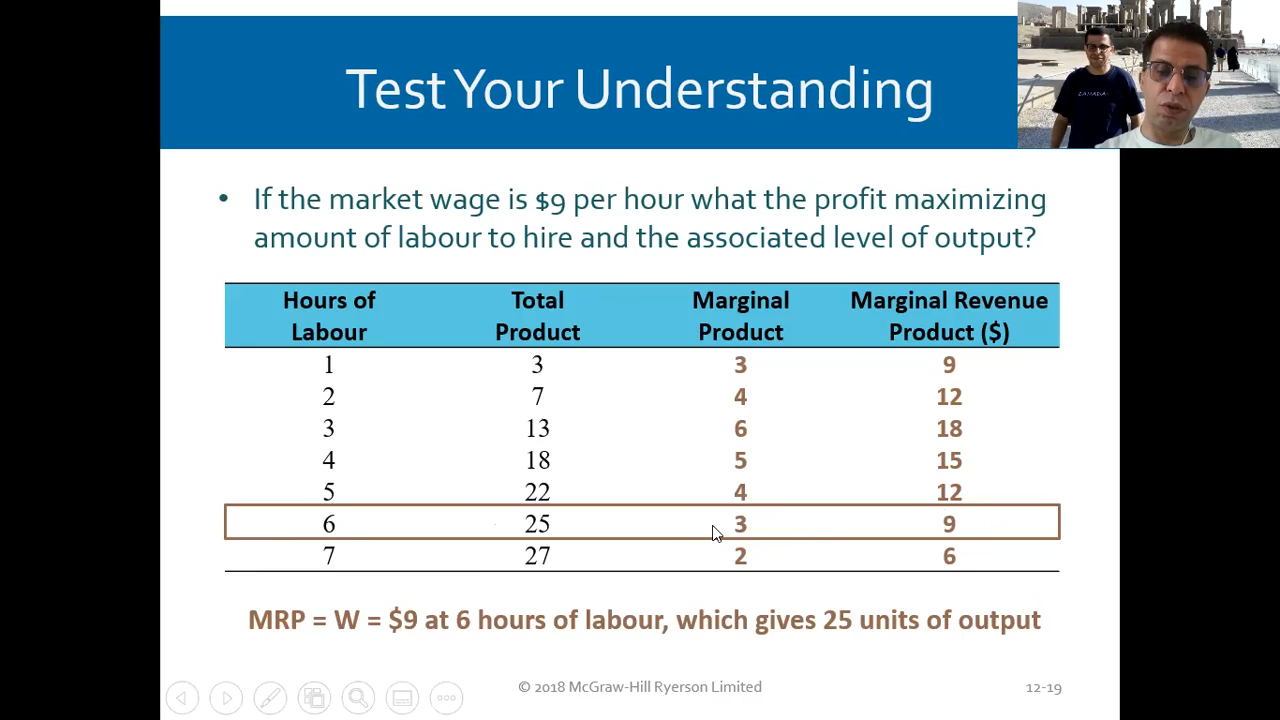 Test Your Understanding
• If the market wage is $9 per hour what the profit maximizing
amount of labour to hire and the associated level of output?
Hours of Labour Total Product Marginal Product Marginal Revenue Product ($)
1 3 3 9
2 7 4 12
3 13 6 18
4 18 5 15
5 22 4 12
6 25 3 9
7 27 2 6
MRP = W = $9 at 6 hours of labour, which gives 25 units of output
© 2018 McGraw-Hill Ryerson Limited
12-19